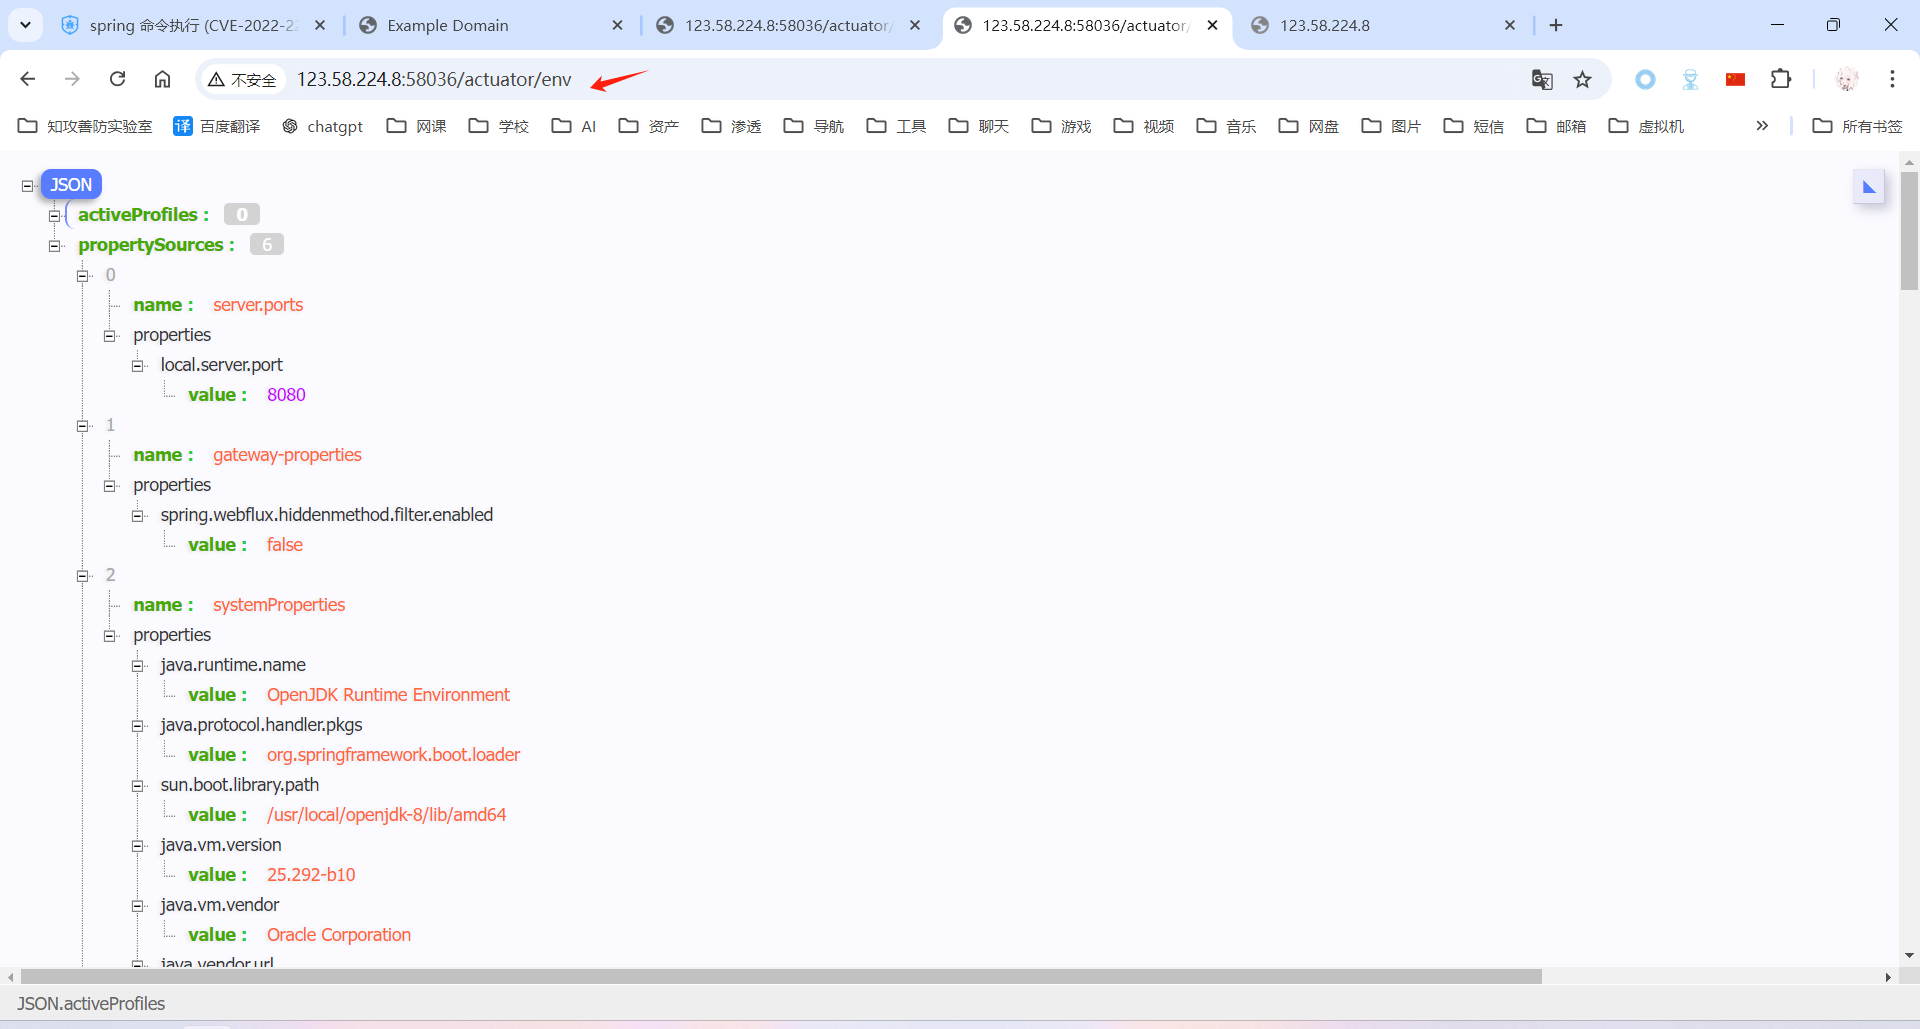 spring 命令执行 (CVE-2022-22
Example Domain
123.58.224.8:58036/actuator/
123.58.224.8:58036/actuator/
123.58.224.8
不安全
123.58.224.8:58036/actuator/env
知攻善防实验室
译 百度翻译
chatgpt
网课
学校
AI
资产
渗透
导航
工具
聊天
游戏
视频
音乐
网盘
图片
短信
邮箱
虚拟机
所有书签
JSON
activeProfiles : 0
propertySources : 6
0
name : server.ports
properties
local.server.port
value : 8080
1
name : gateway-properties
properties
spring.webflux.hiddenmethod.filter.enabled
value : false
2
name : systemProperties
properties
java.runtime.name
value : OpenJDK Runtime Environment
java.protocol.handler.pkgs
value : org.springframework.boot.loader
sun.boot.library.path
value : /usr/local/openjdk-8/lib/amd64
java.vm.version
value : 25.292-b10
java.vm.vendor
value : Oracle Corporation
java.vendor.url
JSON.activeProfiles